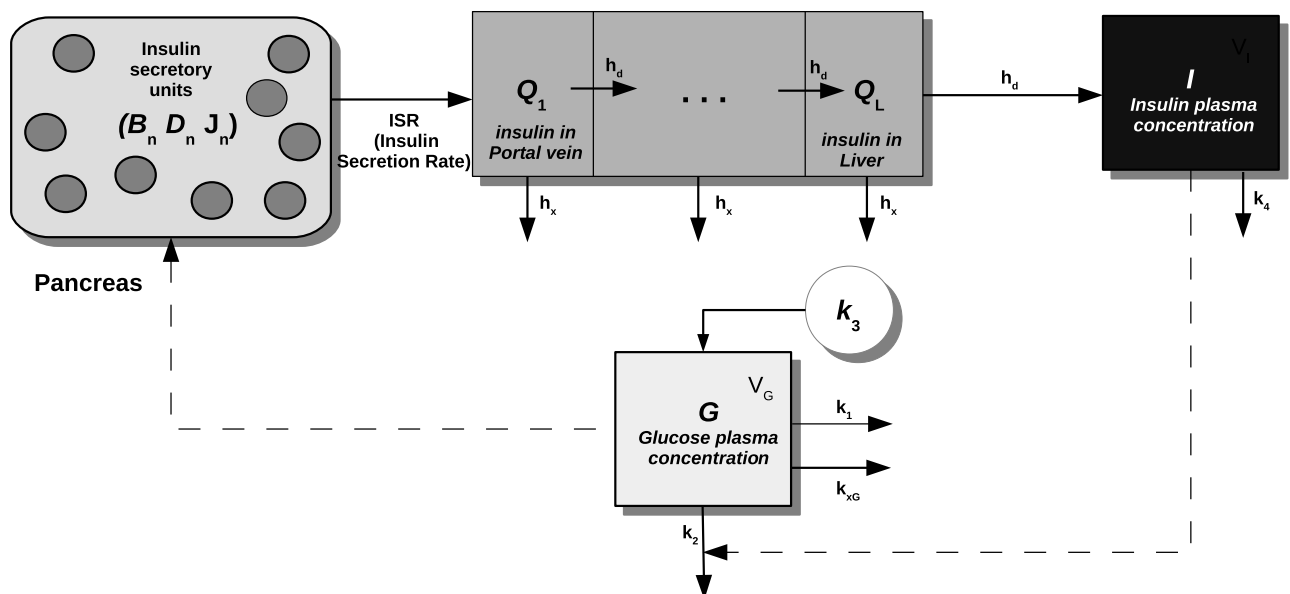 Insulin
secretory
units
(Bn Dn Jn)
Pancreas
ISR
(Insulin
Secretion Rate)
Q1
insulin in
Portal vein
hd
. . .
hd
QL
insulin in
Liver
hx
hx
hx
hd
VI
I
Insulin plasma
concentration
k4
k3
VG
G
Glucose plasma
concentration
k1
kxG
k2